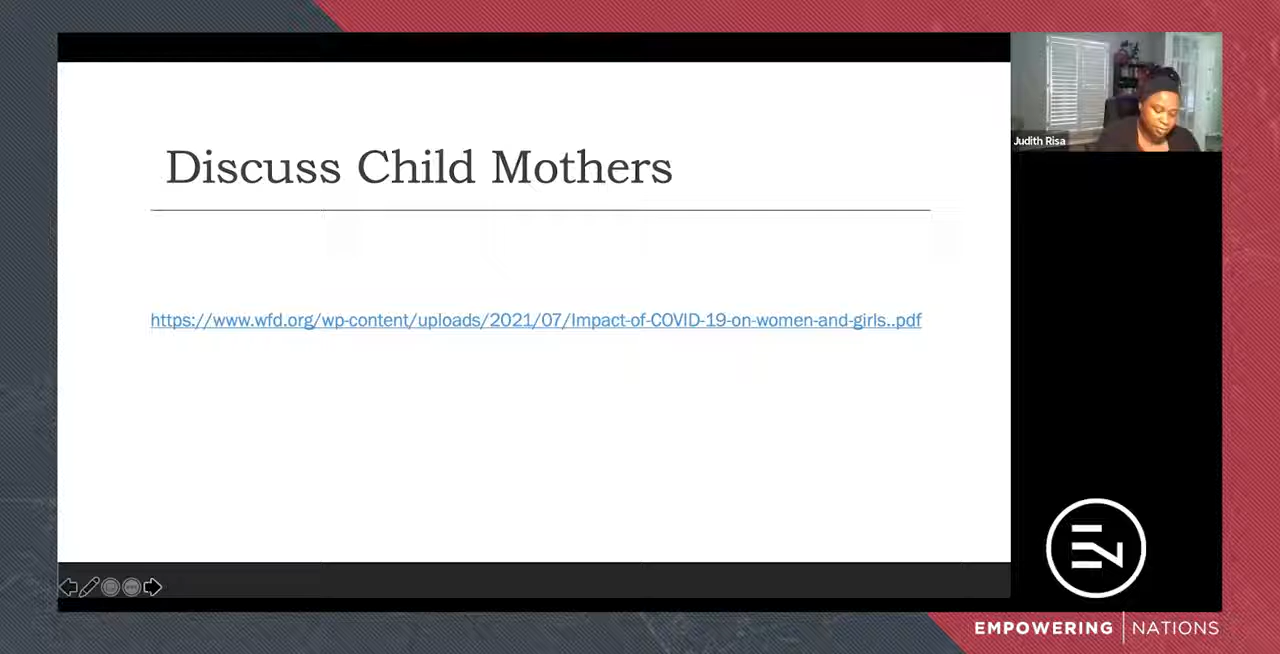 Discuss Child Mothers
https://www.wfd.org/wp-content/uploads/2021/07/Impact-of-COVID-19-on-women-and-girls..pdf
Judith Risa
EN
EMPOWERING NATIONS